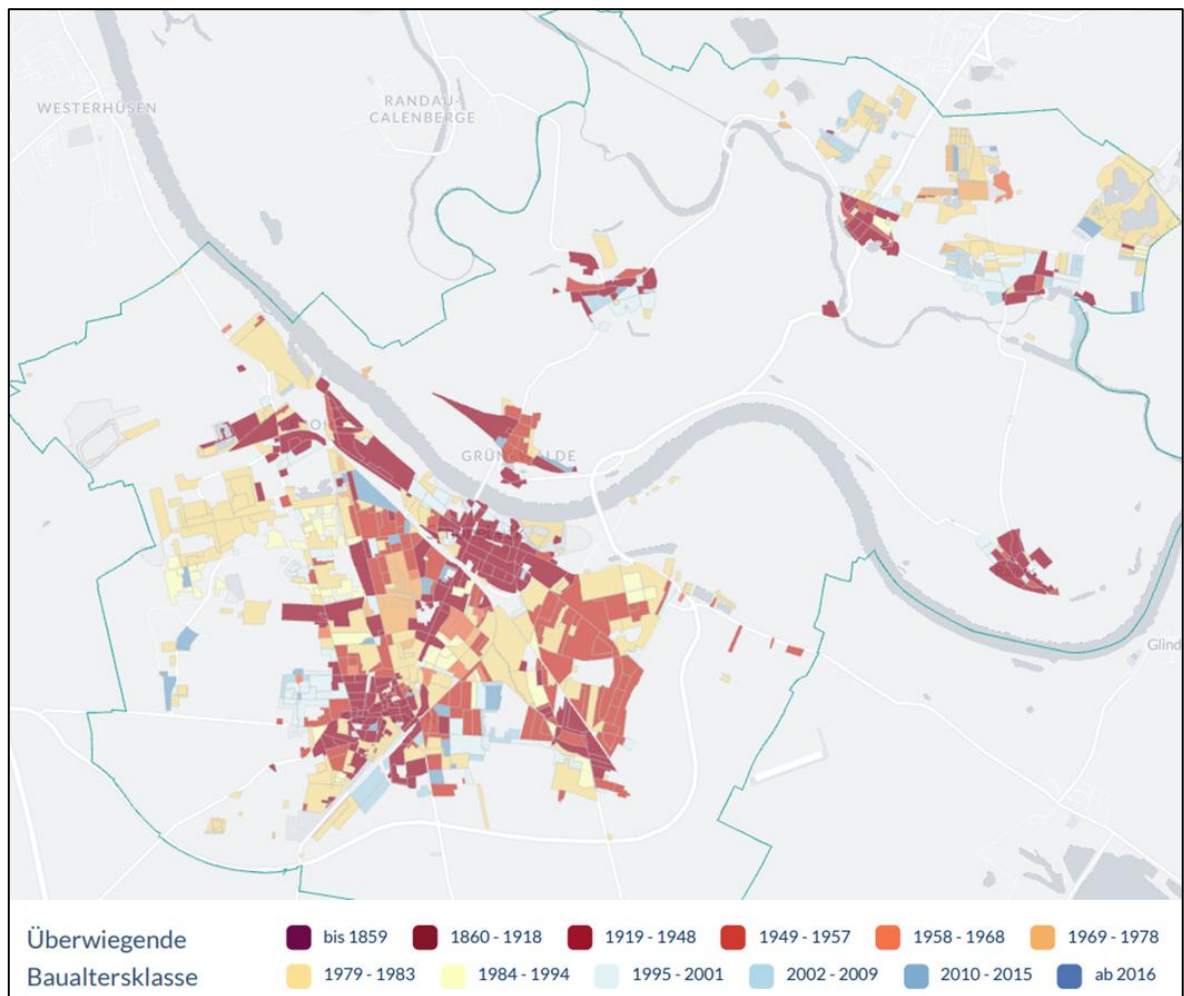 WESTERHÜSEN
RANDAU-
CALENBERGE
GRÜNEWALDE
Glind
Überwiegende
Baualtersklasse
bis 1859
1860 - 1918
1919 - 1948
1949 - 1957
1958 - 1968
1969 - 1978
1979 - 1983
1984 - 1994
1995 - 2001
2002 - 2009
2010 - 2015
ab 2016